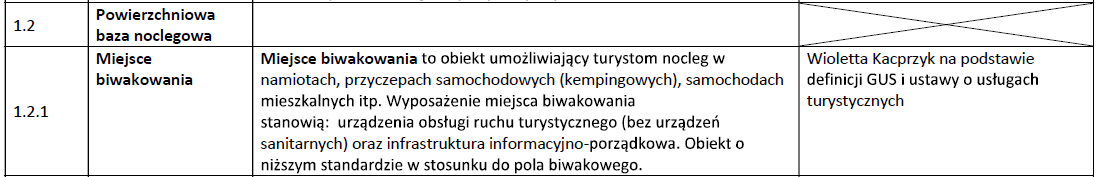 1.2
Powierzchniowa
baza noclegowa
1.2.1
Miejsce
biwakowania
Miejsce biwakowania to obiekt umożliwiający turystom nocleg w
namiotach, przyczepach samochodowych (kempingowych), samochodach
mieszkalnych itp. Wyposażenie miejsca biwakowania
stanowią: urządzenia obsługi ruchu turystycznego (bez urządzeń
sanitarnych) oraz infrastruktura informacyjno-porządkowa. Obiekt o
niższym standardzie w stosunku do pola biwakowego.
Wioletta Kacprzyk na podstawie
definicji GUS i ustawy o usługach
turystycznych